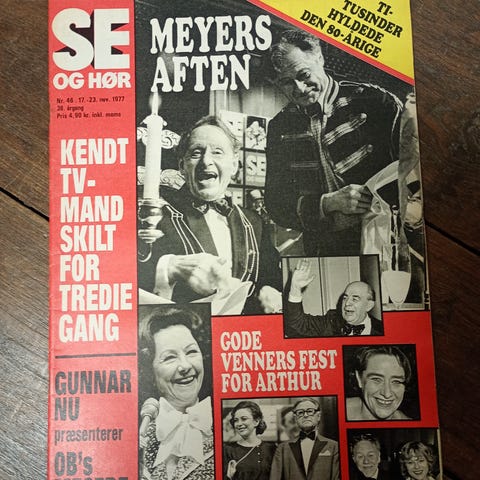 SE
OG HØR
Nr. 46 : 17.-23. nov. 1977
38. årgang
Pris 4,90 kr. inkl. moms
MEYERS
AFTEN
TI-
TUSINDER
HYLDEDE
DEN 80-ÅRIGE
KENDT
TV-
MAND
SKILT
FOR
TREDIE
GANG
GODE
VENNERS FEST
FOR ARTHUR
GUNNAR
NU
præsenterer
OB's